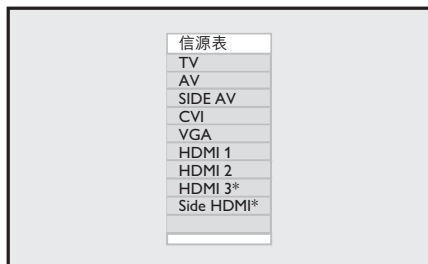 信源表
TV
AV
SIDE AV
CVI
VGA
HDMI 1
HDMI 2
HDMI 3*
Side HDMI*